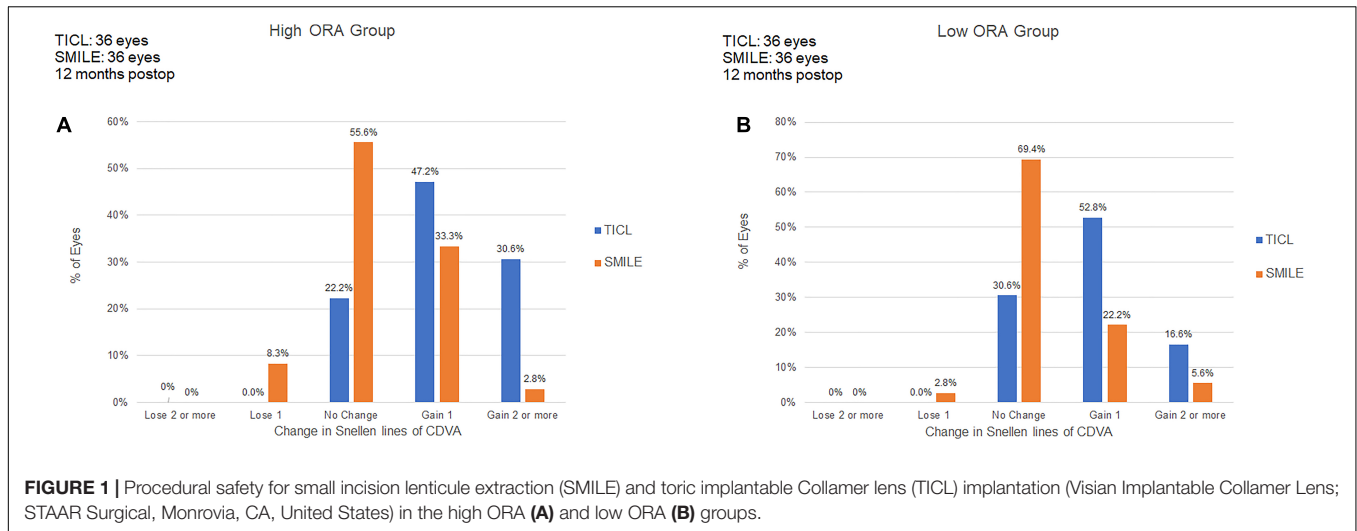 High ORA Group
TICL: 36 eyes
SMILE: 36 eyes
12 months postop
A
% of Eyes
60%
50%
40%
30%
20%
10%
0%
0%
0%
0.0%
8.3%
22.2%
55.6%
47.2%
33.3%
30.6%
2.8%
Lose 2 or more
Lose 1
No Change
Gain 1
Gain 2 or more
Change in Snellen lines of CDVA
TICL
SMILE
Low ORA Group
TICL: 36 eyes
SMILE: 36 eyes
12 months postop
B
% of Eyes
80%
70%
60%
50%
40%
30%
20%
10%
0%
0%
0%
0.0%
2.8%
30.6%
69.4%
52.8%
22.2%
16.6%
5.6%
Lose 2 or more
Lose 1
No Change
Gain 1
Gain 2 or more
Change in Snellen lines of CDVA
TICL
SMILE
FIGURE 1 | Procedural safety for small incision lenticule extraction (SMILE) and toric implantable Collamer lens (TICL) implantation (Visian Implantable Collamer Lens;
STAAR Surgical, Monrovia, CA, United States) in the high ORA (A) and low ORA (B) groups.